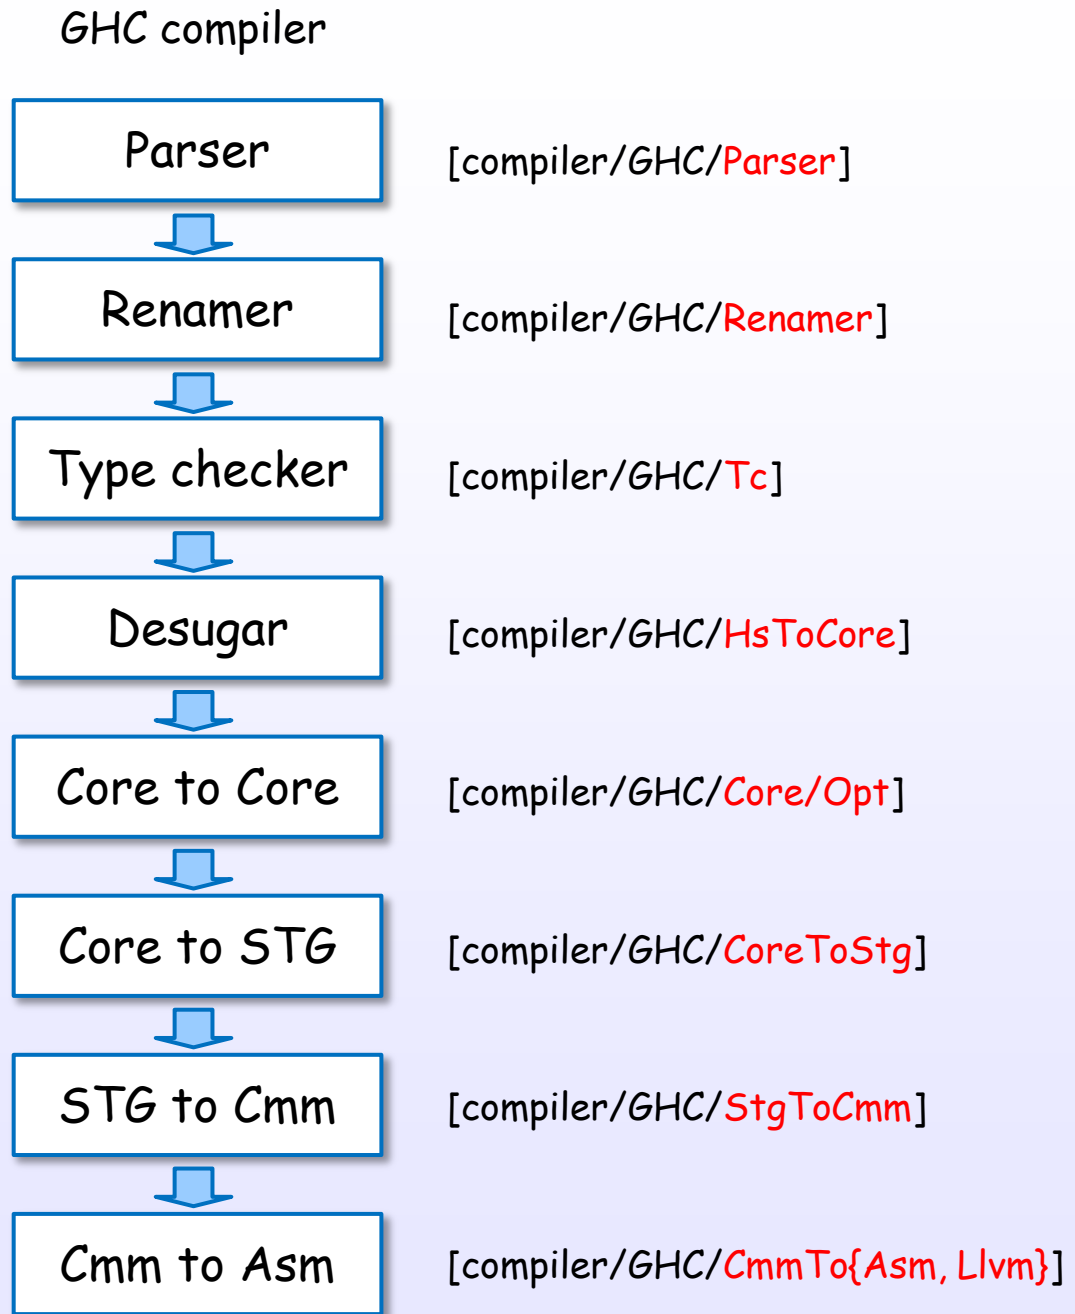 GHC compiler
Parser
[compiler/GHC/Parser]
Renamer
[compiler/GHC/Renamer]
Type checker
[compiler/GHC/Tc]
Desugar
[compiler/GHC/HsToCore]
Core to Core
[compiler/GHC/Core/Opt]
Core to STG
[compiler/GHC/CoreToStg]
STG to Cmm
[compiler/GHC/StgToCmm]
Cmm to Asm
[compiler/GHC/CmmTo{Asm, Llvm}]